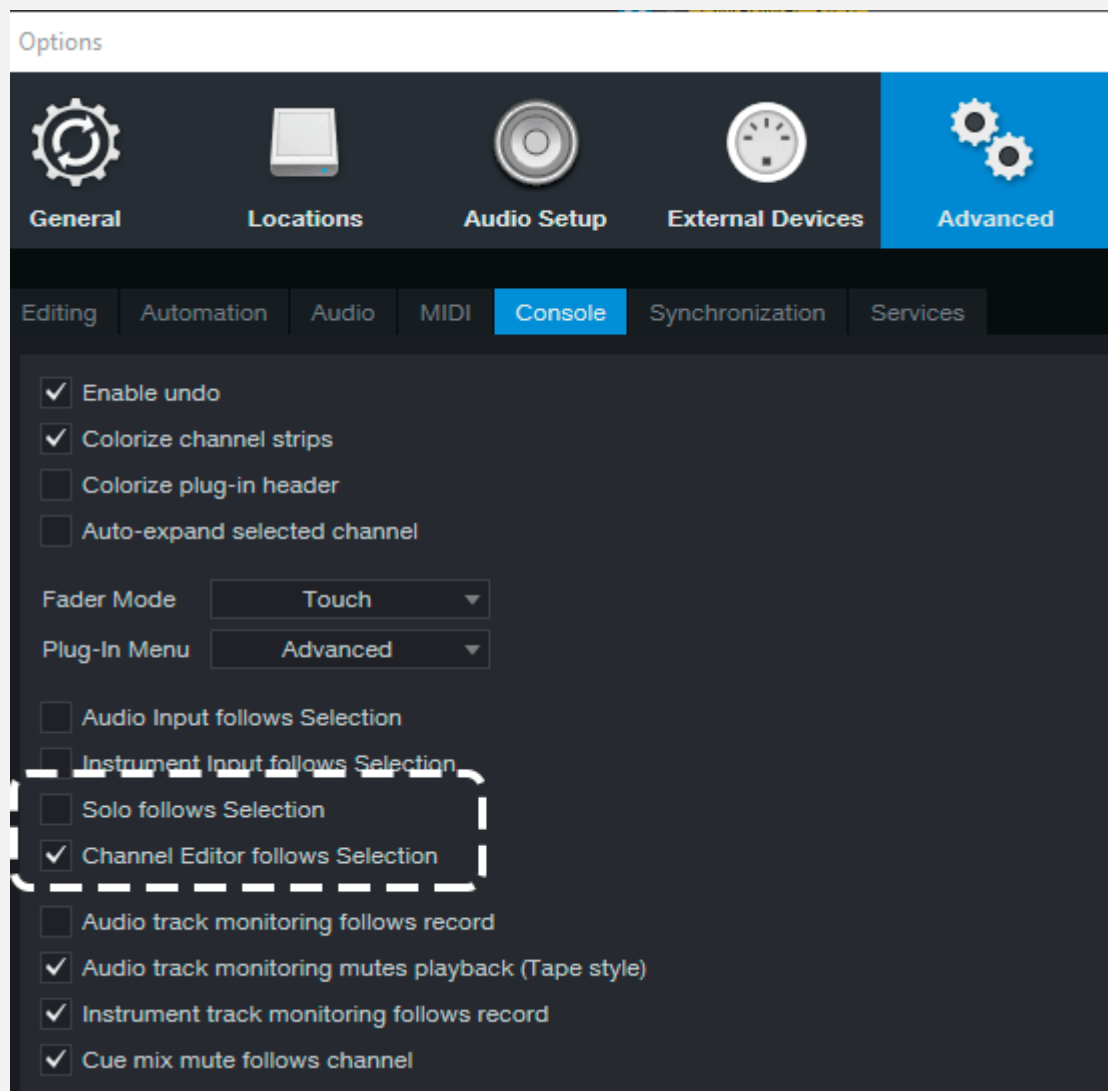 Options
General Locations Audio Setup External Devices Advanced
Editing Automation Audio MIDI Console Synchronization Services
Enable undo
Colorize channel strips
Colorize plug-in header
Auto-expand selected channel
Fader Mode Touch
Plug-In Menu Advanced
Audio Input follows Selection
Instrument Input follows Selection
Solo follows Selection
Channel Editor follows Selection
Audio track monitoring follows record
Audio track monitoring mutes playback (Tape style)
Instrument track monitoring follows record
Cue mix mute follows channel